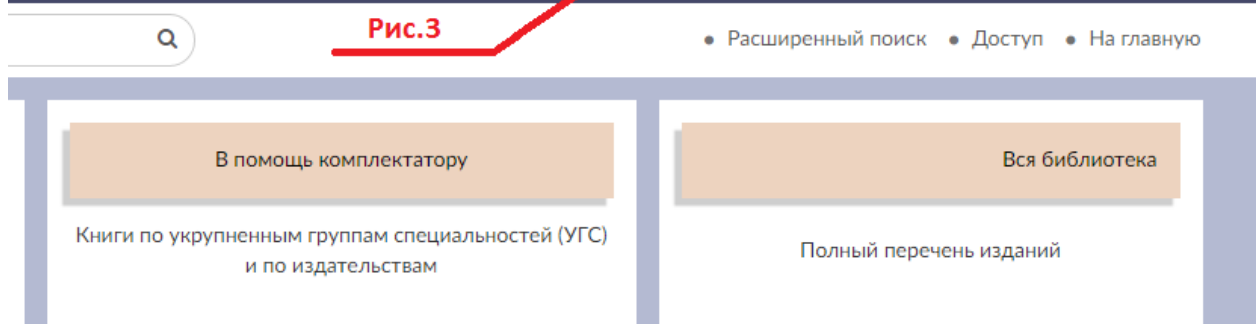 Рис.3
● Расширенный поиск ● Доступ ● На главную
В помощь комплектатору
Книги по укрупненным группам специальностей (УГС)
и по издательствам
Вся библиотека
Полный перечень изданий